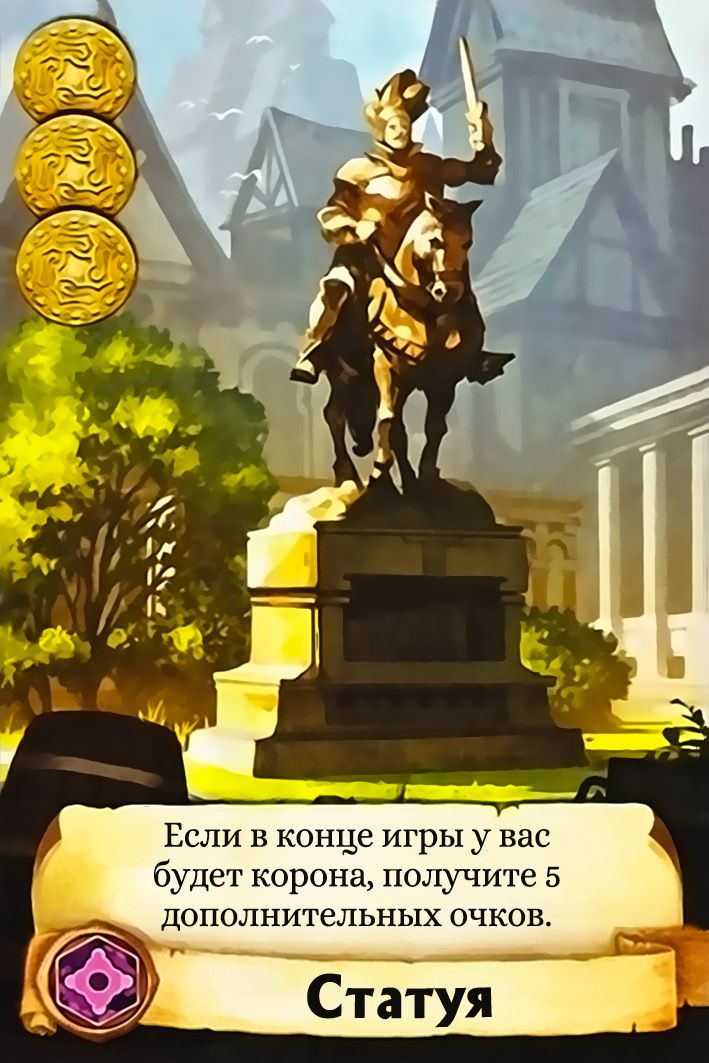 Если в конце игры у вас
будет корона, получите 5
дополнительных очков.
Статуя